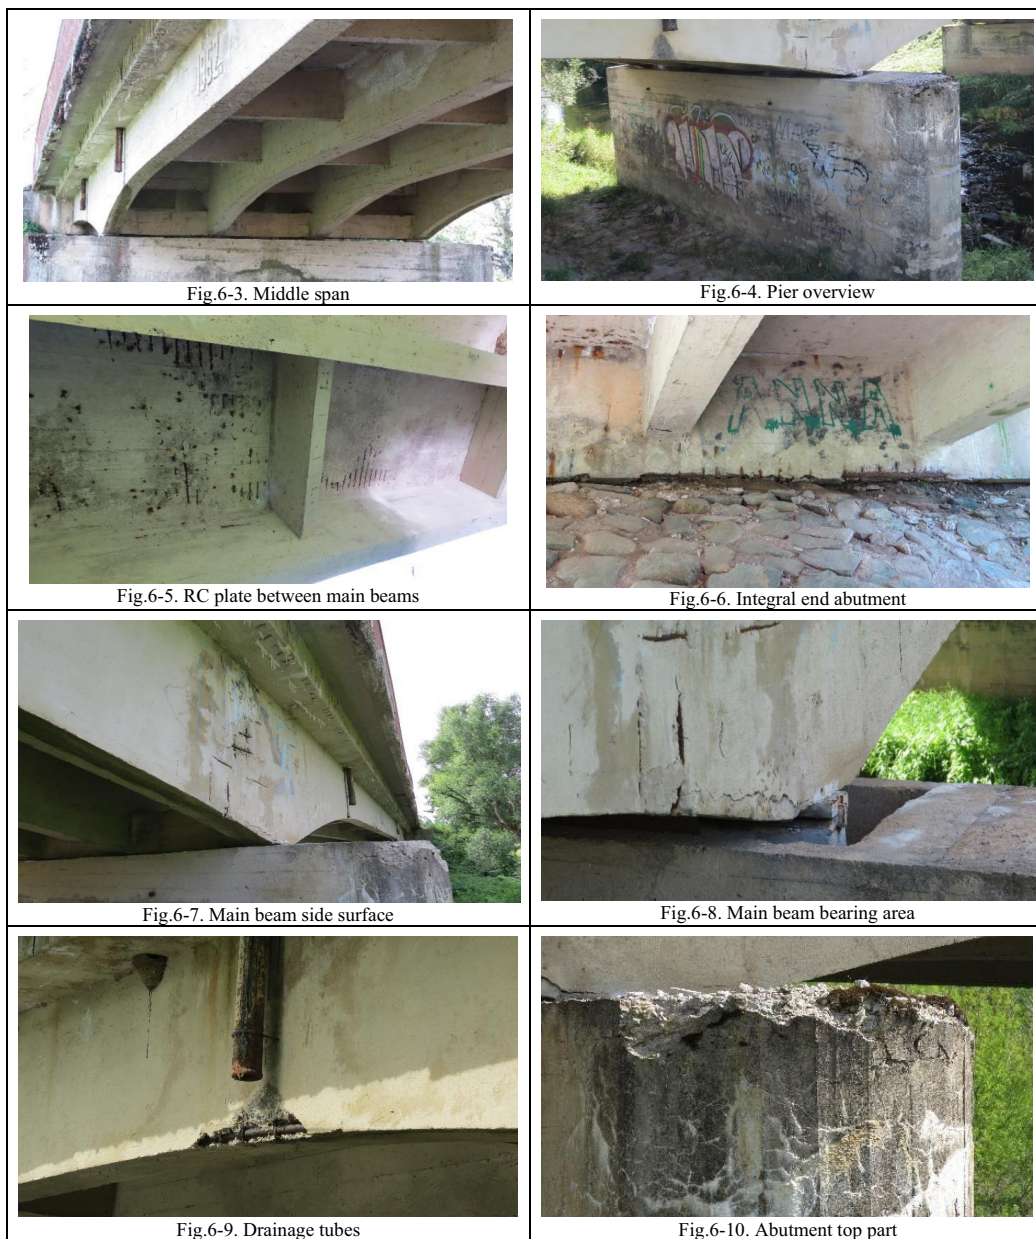 1962
Fig.6-3. Middle span
Fig.6-4. Pier overview
Fig.6-5. RC plate between main beams
ANNA
Fig.6-6. Integral end abutment
Fig.6-7. Main beam side surface
Fig.6-8. Main beam bearing area
Fig.6-9. Drainage tubes
Fig.6-10. Abutment top part